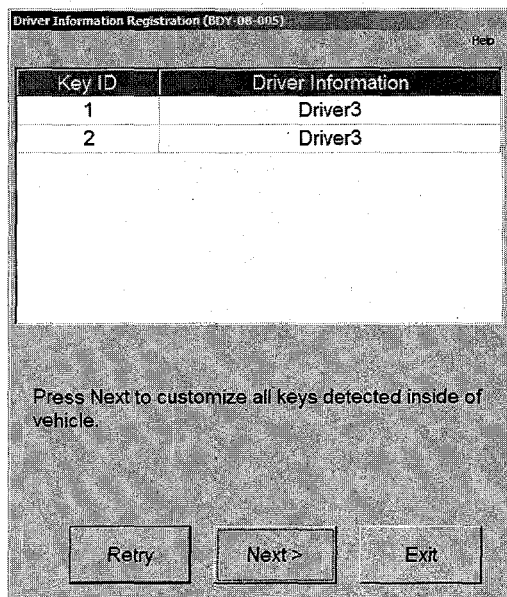 Driver Information Registration (BDY-08-005)
Help
Key ID Driver Information
1 Driver3
2 Driver3
Press Next to customize all keys detected inside of
vehicle.
Retry Next > Exit